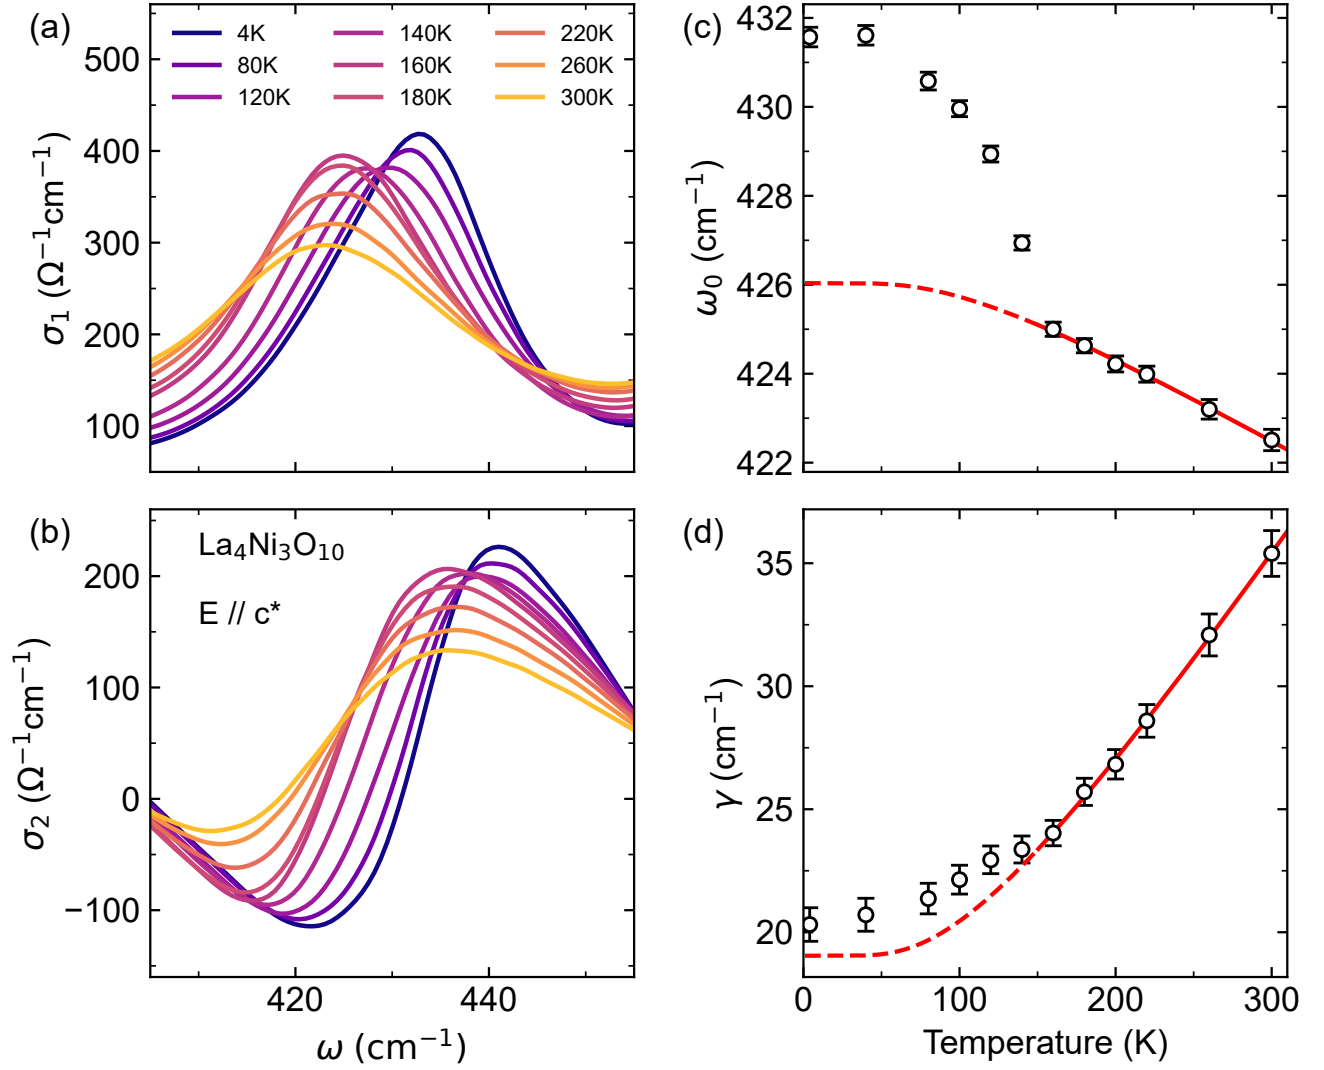 (a)
4K 140K 220K
80K 160K 260K
120K 180K 300K
500
400
300
200
100
σ₁ (Ω⁻¹cm⁻¹)
(b)
La₄Ni₃O₁₀
E // c*
200
100
0
−100
σ₂ (Ω⁻¹cm⁻¹)
420 440
ω (cm⁻¹)
(c)
432
430
428
426
424
422
ω₀ (cm⁻¹)
(d)
35
30
25
20
γ (cm⁻¹)
0 100 200 300
Temperature (K)